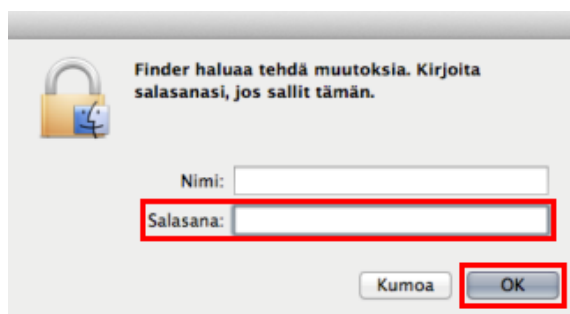 Finder haluaa tehdä muutoksia. Kirjoita
salasanasi, jos sallit tämän.
Nimi:
Salasana:
Kumoa OK